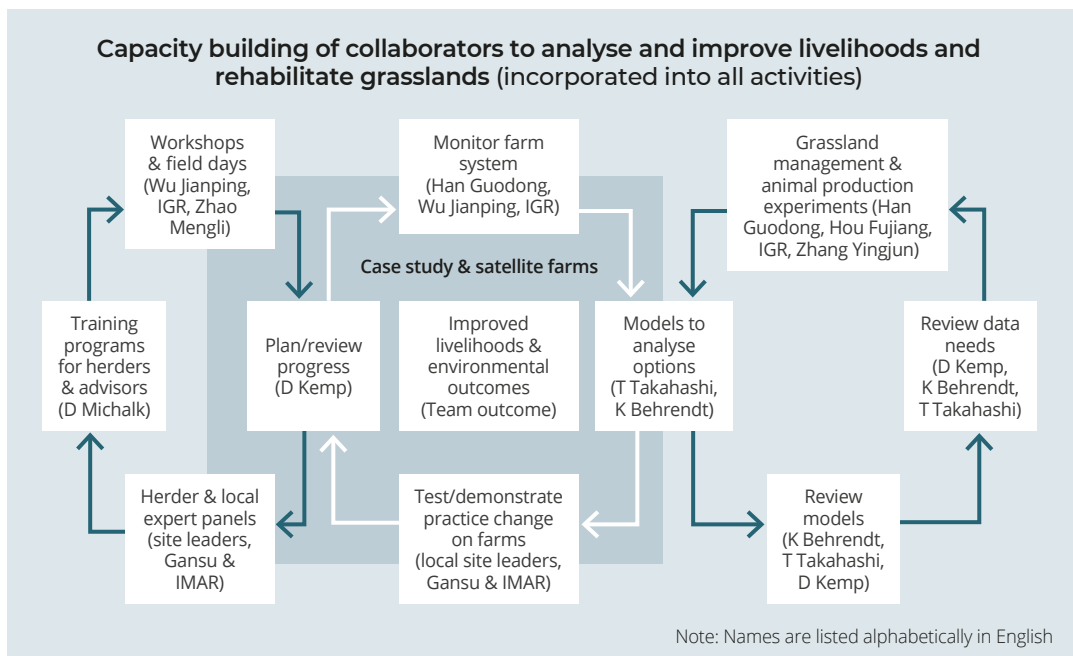 Capacity building of collaborators to analyse and improve livelihoods and
rehabilitate grasslands (incorporated into all activities)
Workshops
& field days
(Wu Jianping,
IGR, Zhao
Mengli)
Monitor farm
system
(Han Guodong,
Wu Jianping, IGR)
Grassland
management &
animal production
experiments (Han
Guodong, Hou Fujiang,
IGR, Zhang Yingjun)
Case study & satellite farms
Training
programs
for herders
& advisors
(D Michalk)
Plan/review
progress
(D Kemp)
Improved
livelihoods &
environmental
outcomes
(Team outcome)
Models to
analyse
options
(T Takahashi,
K Behrendt)
Review data
needs
(D Kemp,
K Behrendt,
T Takahashi)
Herder & local
expert panels
(site leaders,
Gansu &
IMAR)
Test/demonstrate
practice change
on farms
(local site leaders,
Gansu & IMAR)
Review
models
(K Behrendt,
T Takahashi,
D Kemp)
Note: Names are listed alphabetically in English